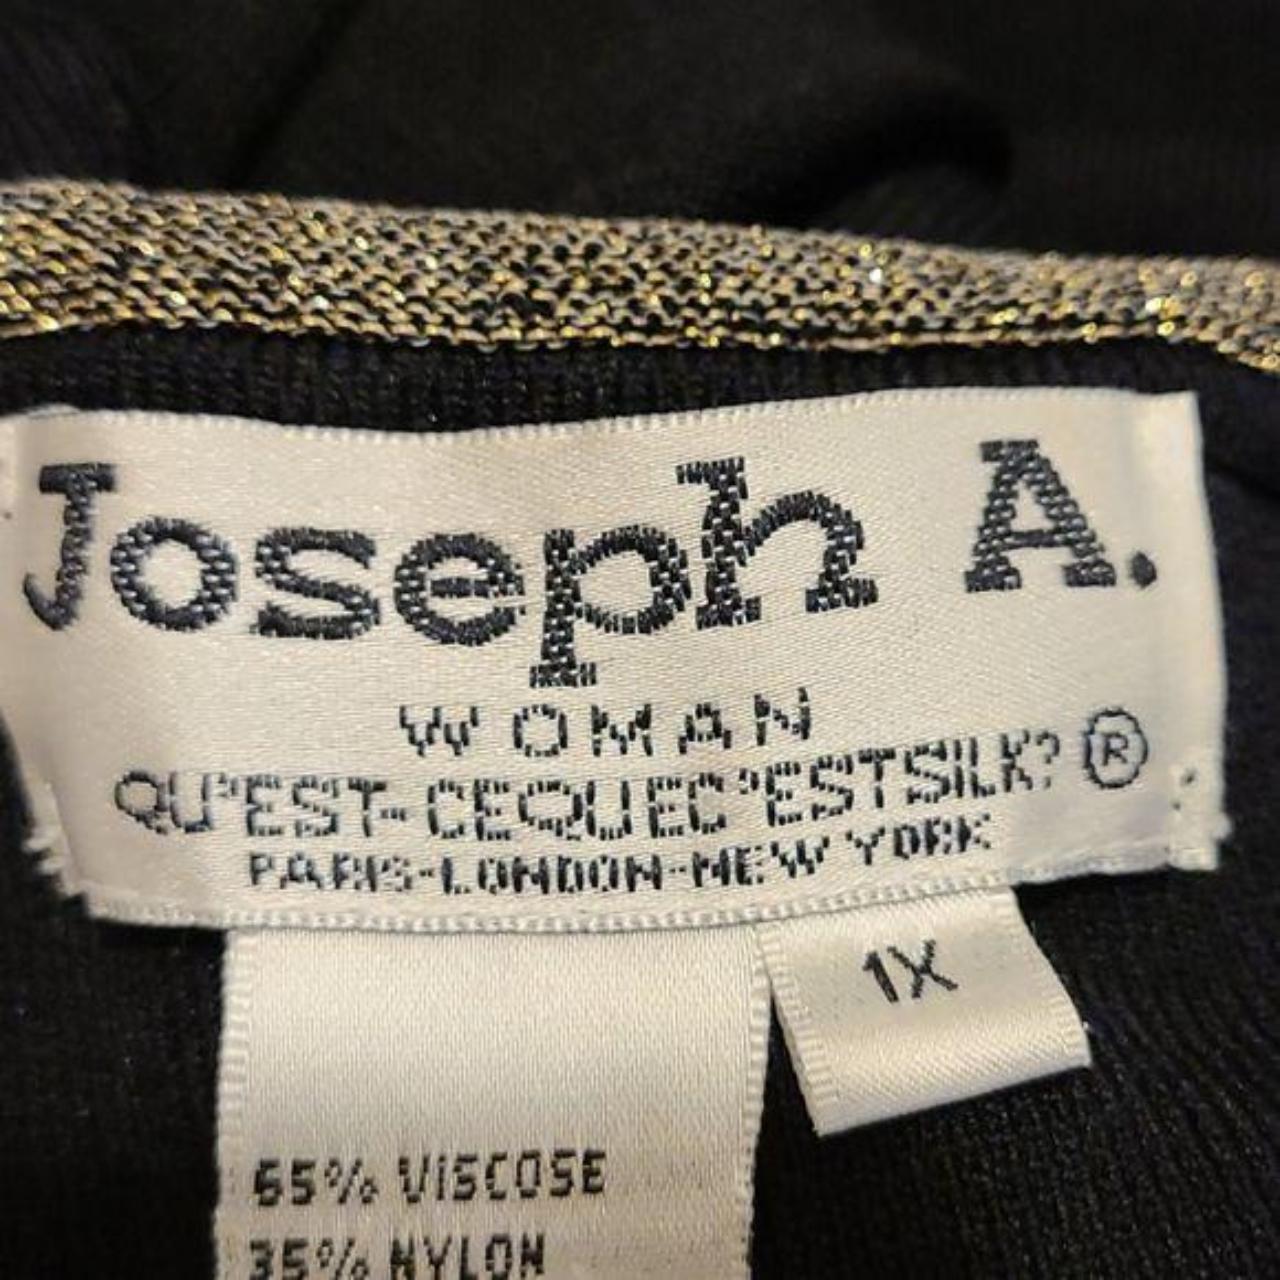 Joseph A.
WOMAN
QU'EST-CEQUEC'ESTSILK? ®
PARIS-LONDON-NEW YORK
1X
65% VISCOSE
35% NYLON